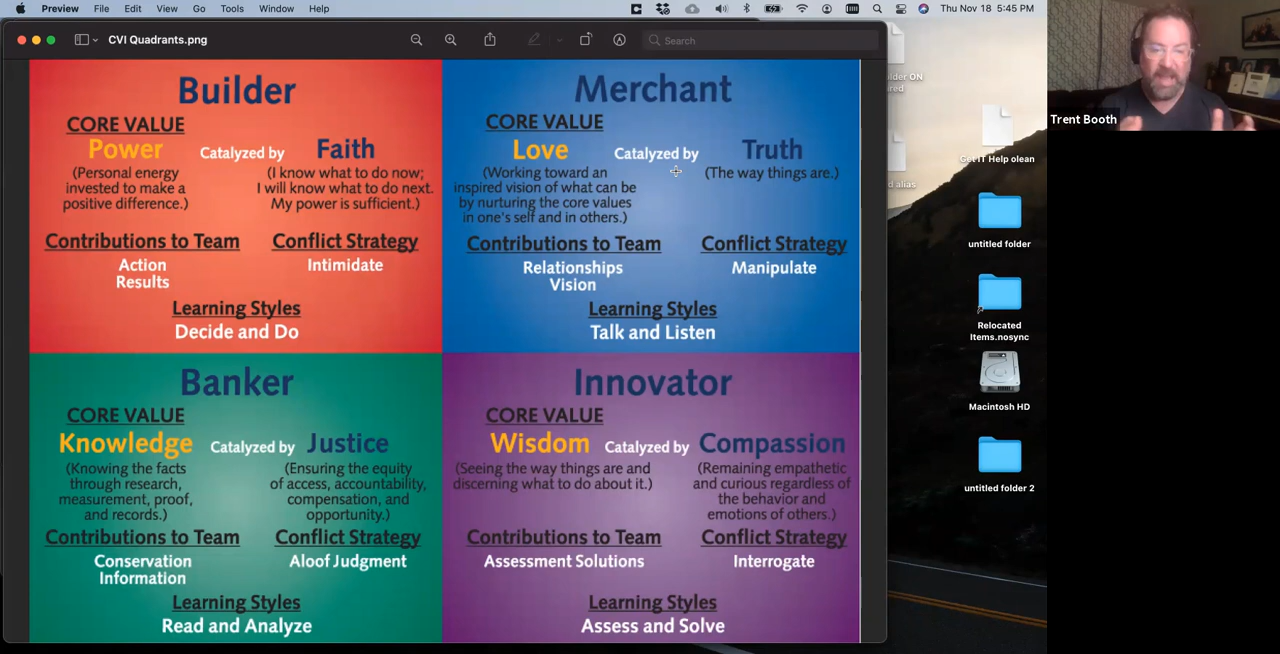 Preview File Edit View Go Tools Window Help Thu Nov 18 5:45 PM
CVI Quadrants.png Search
Builder
CORE VALUE
Power Catalyzed by Faith
(Personal energy
invested to make a
positive difference.)
(I know what to do now;
I will know what to do next.
My power is sufficient.)
Contributions to Team
Action
Results
Conflict Strategy
Intimidate
Learning Styles
Decide and Do
Merchant
CORE VALUE
Love Catalyzed by Truth
(Working toward an
inspired vision of what can be
by nurturing the core values
in one's self and in others.)
(The way things are.)
Contributions to Team
Relationships
Vision
Conflict Strategy
Manipulate
Learning Styles
Talk and Listen
Banker
CORE VALUE
Knowledge Catalyzed by Justice
(Knowing the facts
through research,
measurement, proof,
and records.)
(Ensuring the equity
of access, accountability,
compensation, and
opportunity.)
Contributions to Team
Conservation
Information
Conflict Strategy
Aloof Judgment
Learning Styles
Read and Analyze
Innovator
CORE VALUE
Wisdom Catalyzed by Compassion
(Seeing the way things are and
discerning what to do about it.)
(Remaining empathetic
and curious regardless of
the behavior and
emotions of others.)
Contributions to Team
Assessment Solutions
Conflict Strategy
Interrogate
Learning Styles
Assess and Solve
ON
alias
Get IT Help olean
untitled folder
Relocated
Items.nosync
Macintosh HD
untitled folder 2
Trent Booth